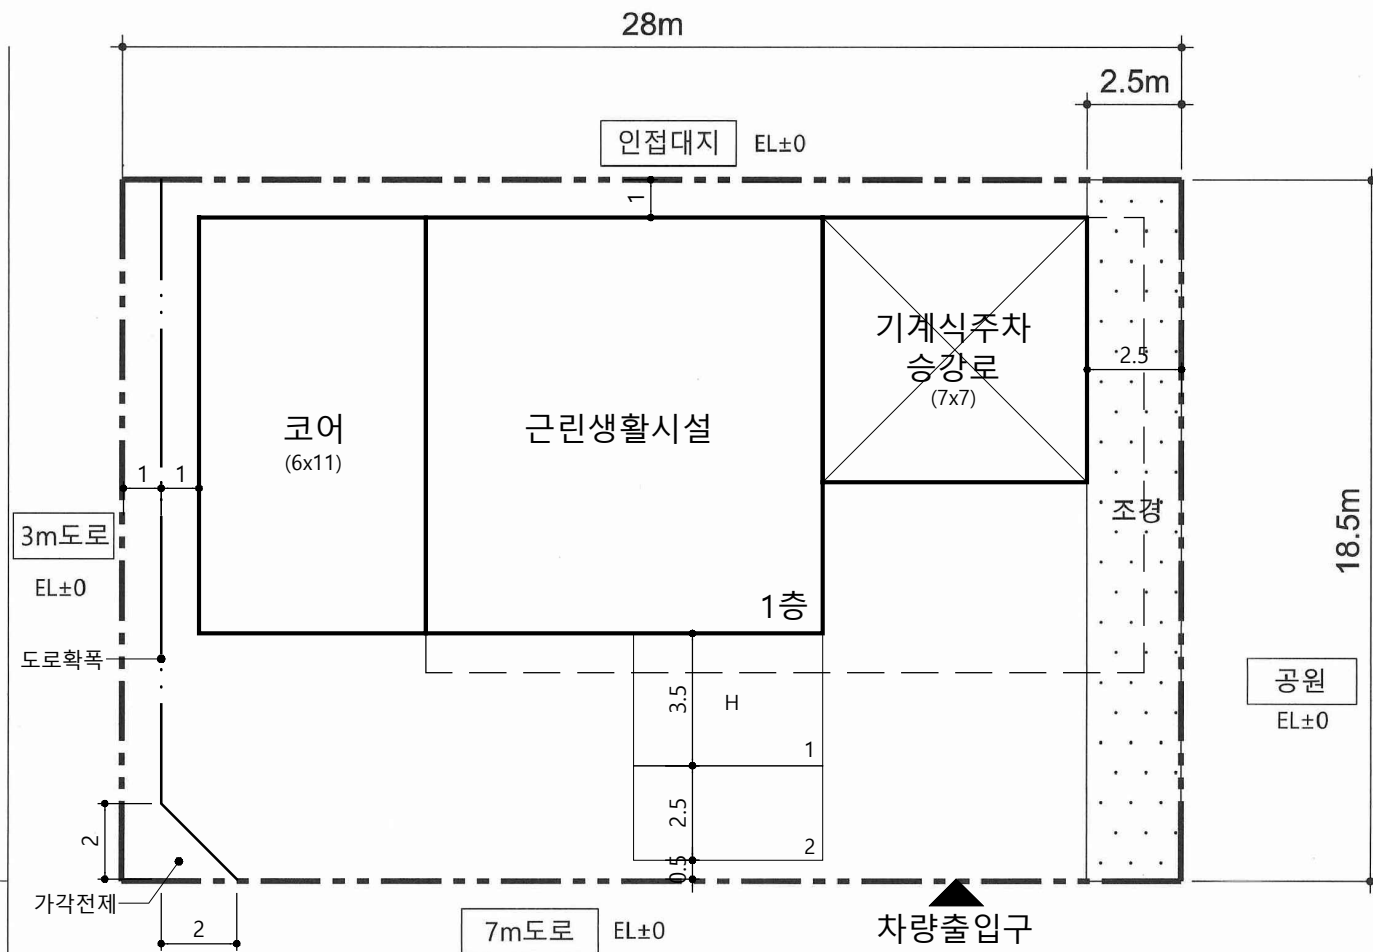 28m
2.5m
인접대지 EL±0
1
기계식주차
승강로
(7x7)
2.5
코어
(6x11)
근린생활시설
1 1
3m도로
EL±0
조경
18.5m
1층
도로확폭
3.5
H
1
공원
EL±0
2
2.5
2
0.5
가각전제
2
7m도로 EL±0
차량출입구